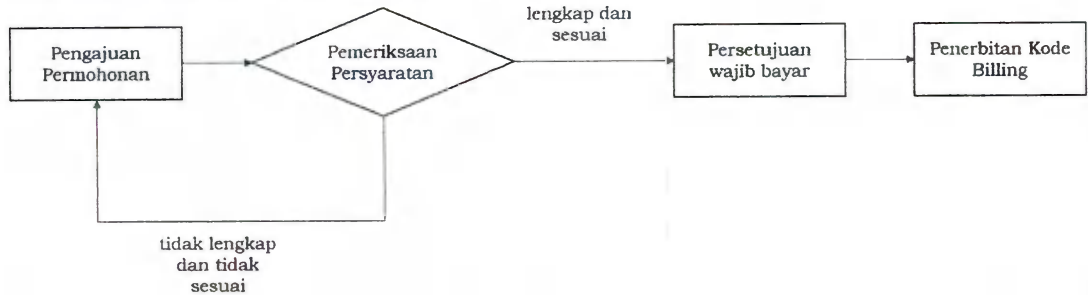 Pengajuan
Permohonan
Pemeriksaan
Persyaratan
lengkap dan
sesuai
Persetujuan
wajib bayar
Penerbitan Kode
Billing
tidak lengkap
dan tidak
sesuai